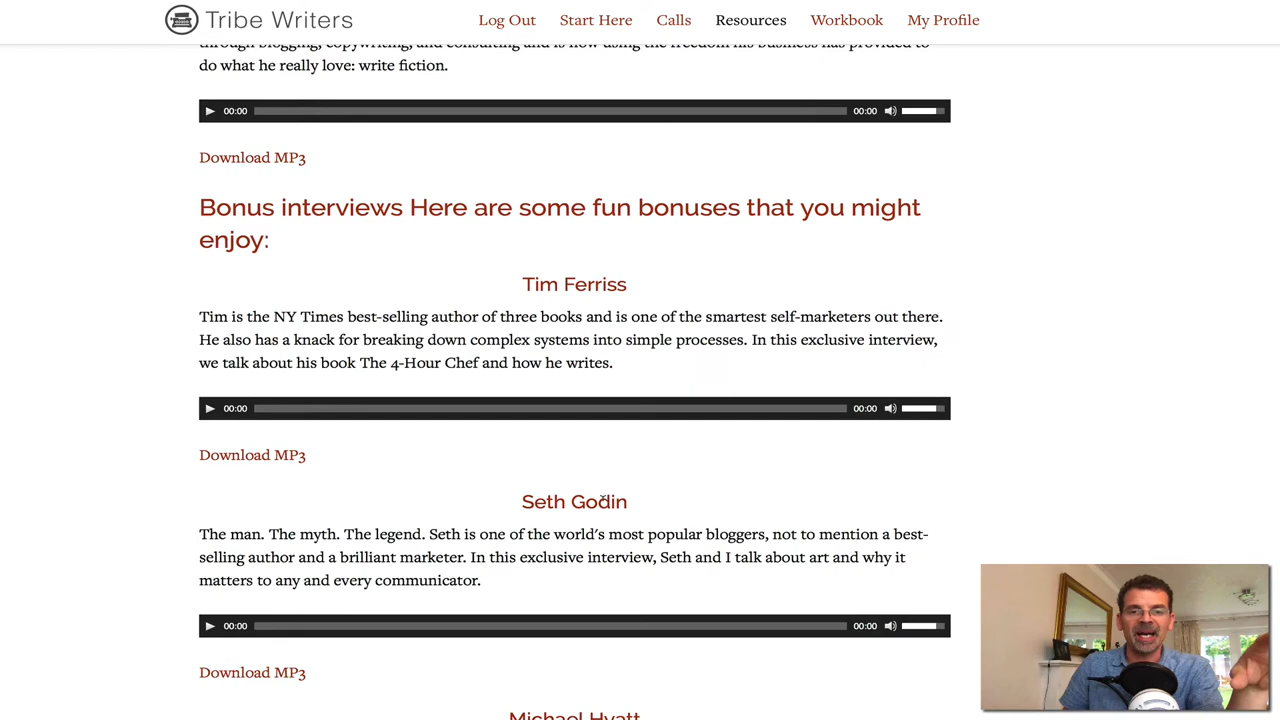 Tribe Writers
Log Out Start Here Calls Resources Workbook My Profile
through blogging, copywriting, and consulting and is now using the freedom his business has provided to
do what he really love: write fiction.
00:00 00:00
Download MP3
Bonus interviews Here are some fun bonuses that you might
enjoy:
Tim Ferriss
Tim is the NY Times best-selling author of three books and is one of the smartest self-marketers out there.
He also has a knack for breaking down complex systems into simple processes. In this exclusive interview,
we talk about his book The 4-Hour Chef and how he writes.
00:00 00:00
Download MP3
Seth Godin
The man. The myth. The legend. Seth is one of the world's most popular bloggers, not to mention a best-
selling author and a brilliant marketer. In this exclusive interview, Seth and I talk about art and why it
matters to any and every communicator.
00:00 00:00
Download MP3
Michael Hyatt